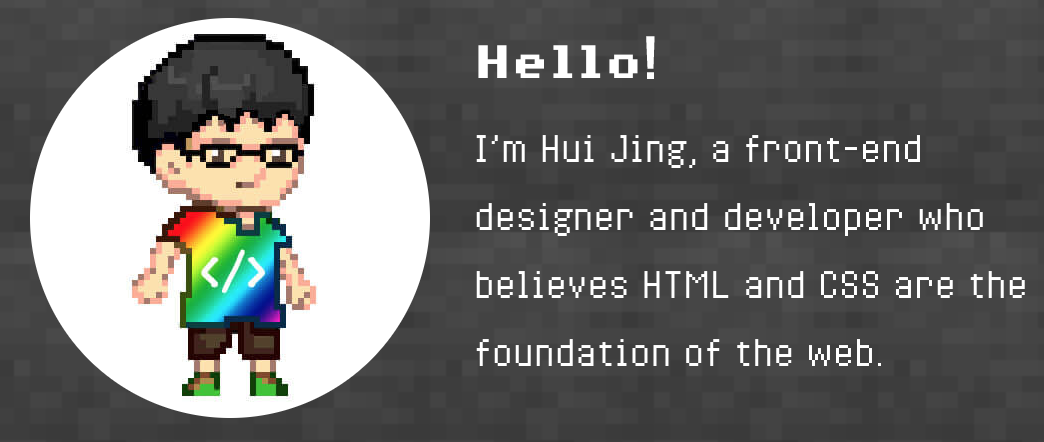 Hello!
I'm Hui Jing, a front-end
designer and developer who
believes HTML and CSS are the
foundation of the web.
</>